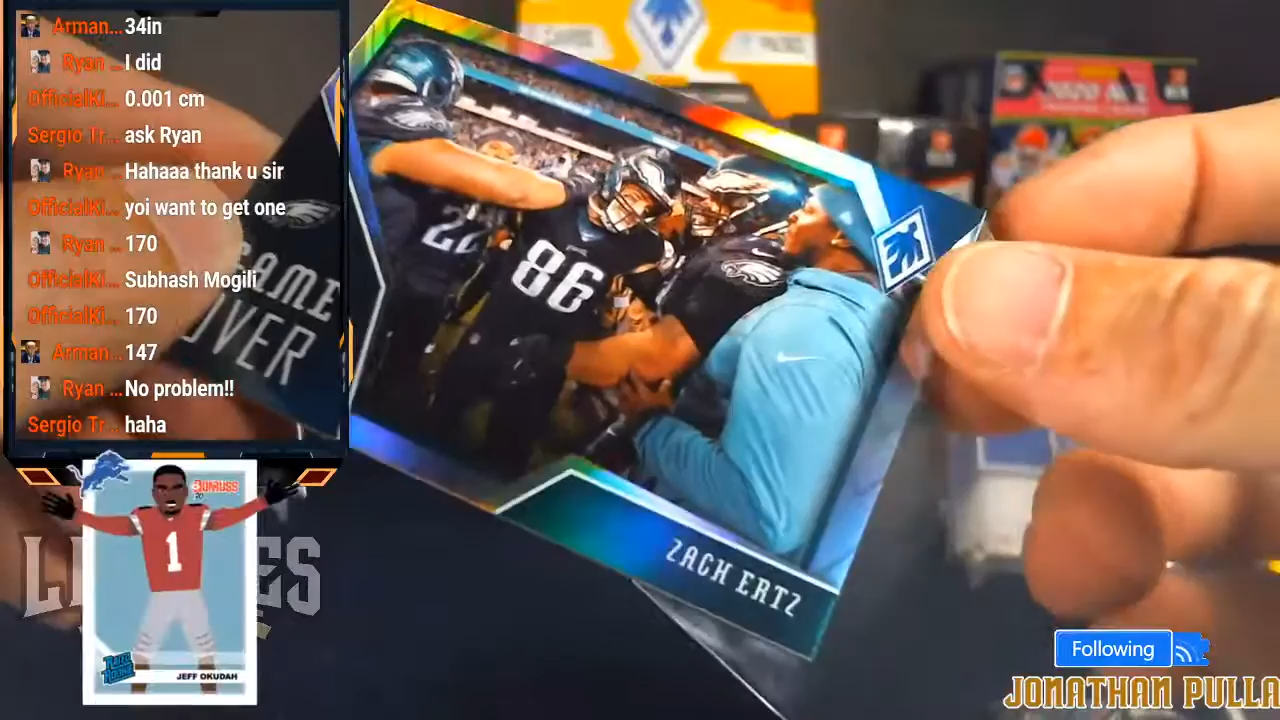 Arman... 34in
Ryan ... I did
OfficialKi... 0.001 cm
Sergio Tr... ask Ryan
Ryan ... Hahaaa thank u sir
OfficialKi... yoi want to get one
Ryan ... 170
OfficialKi... Subhash Mogili
OfficialKi... 170
Arman... 147
Ryan ... No problem!!
Sergio Tr... haha
GAME
OVER
22
86
ZACH ERTZ
DONRUSS
1
RATED
ROOKIE
JEFF OKUDAH
Following
JONATHAN PULLA